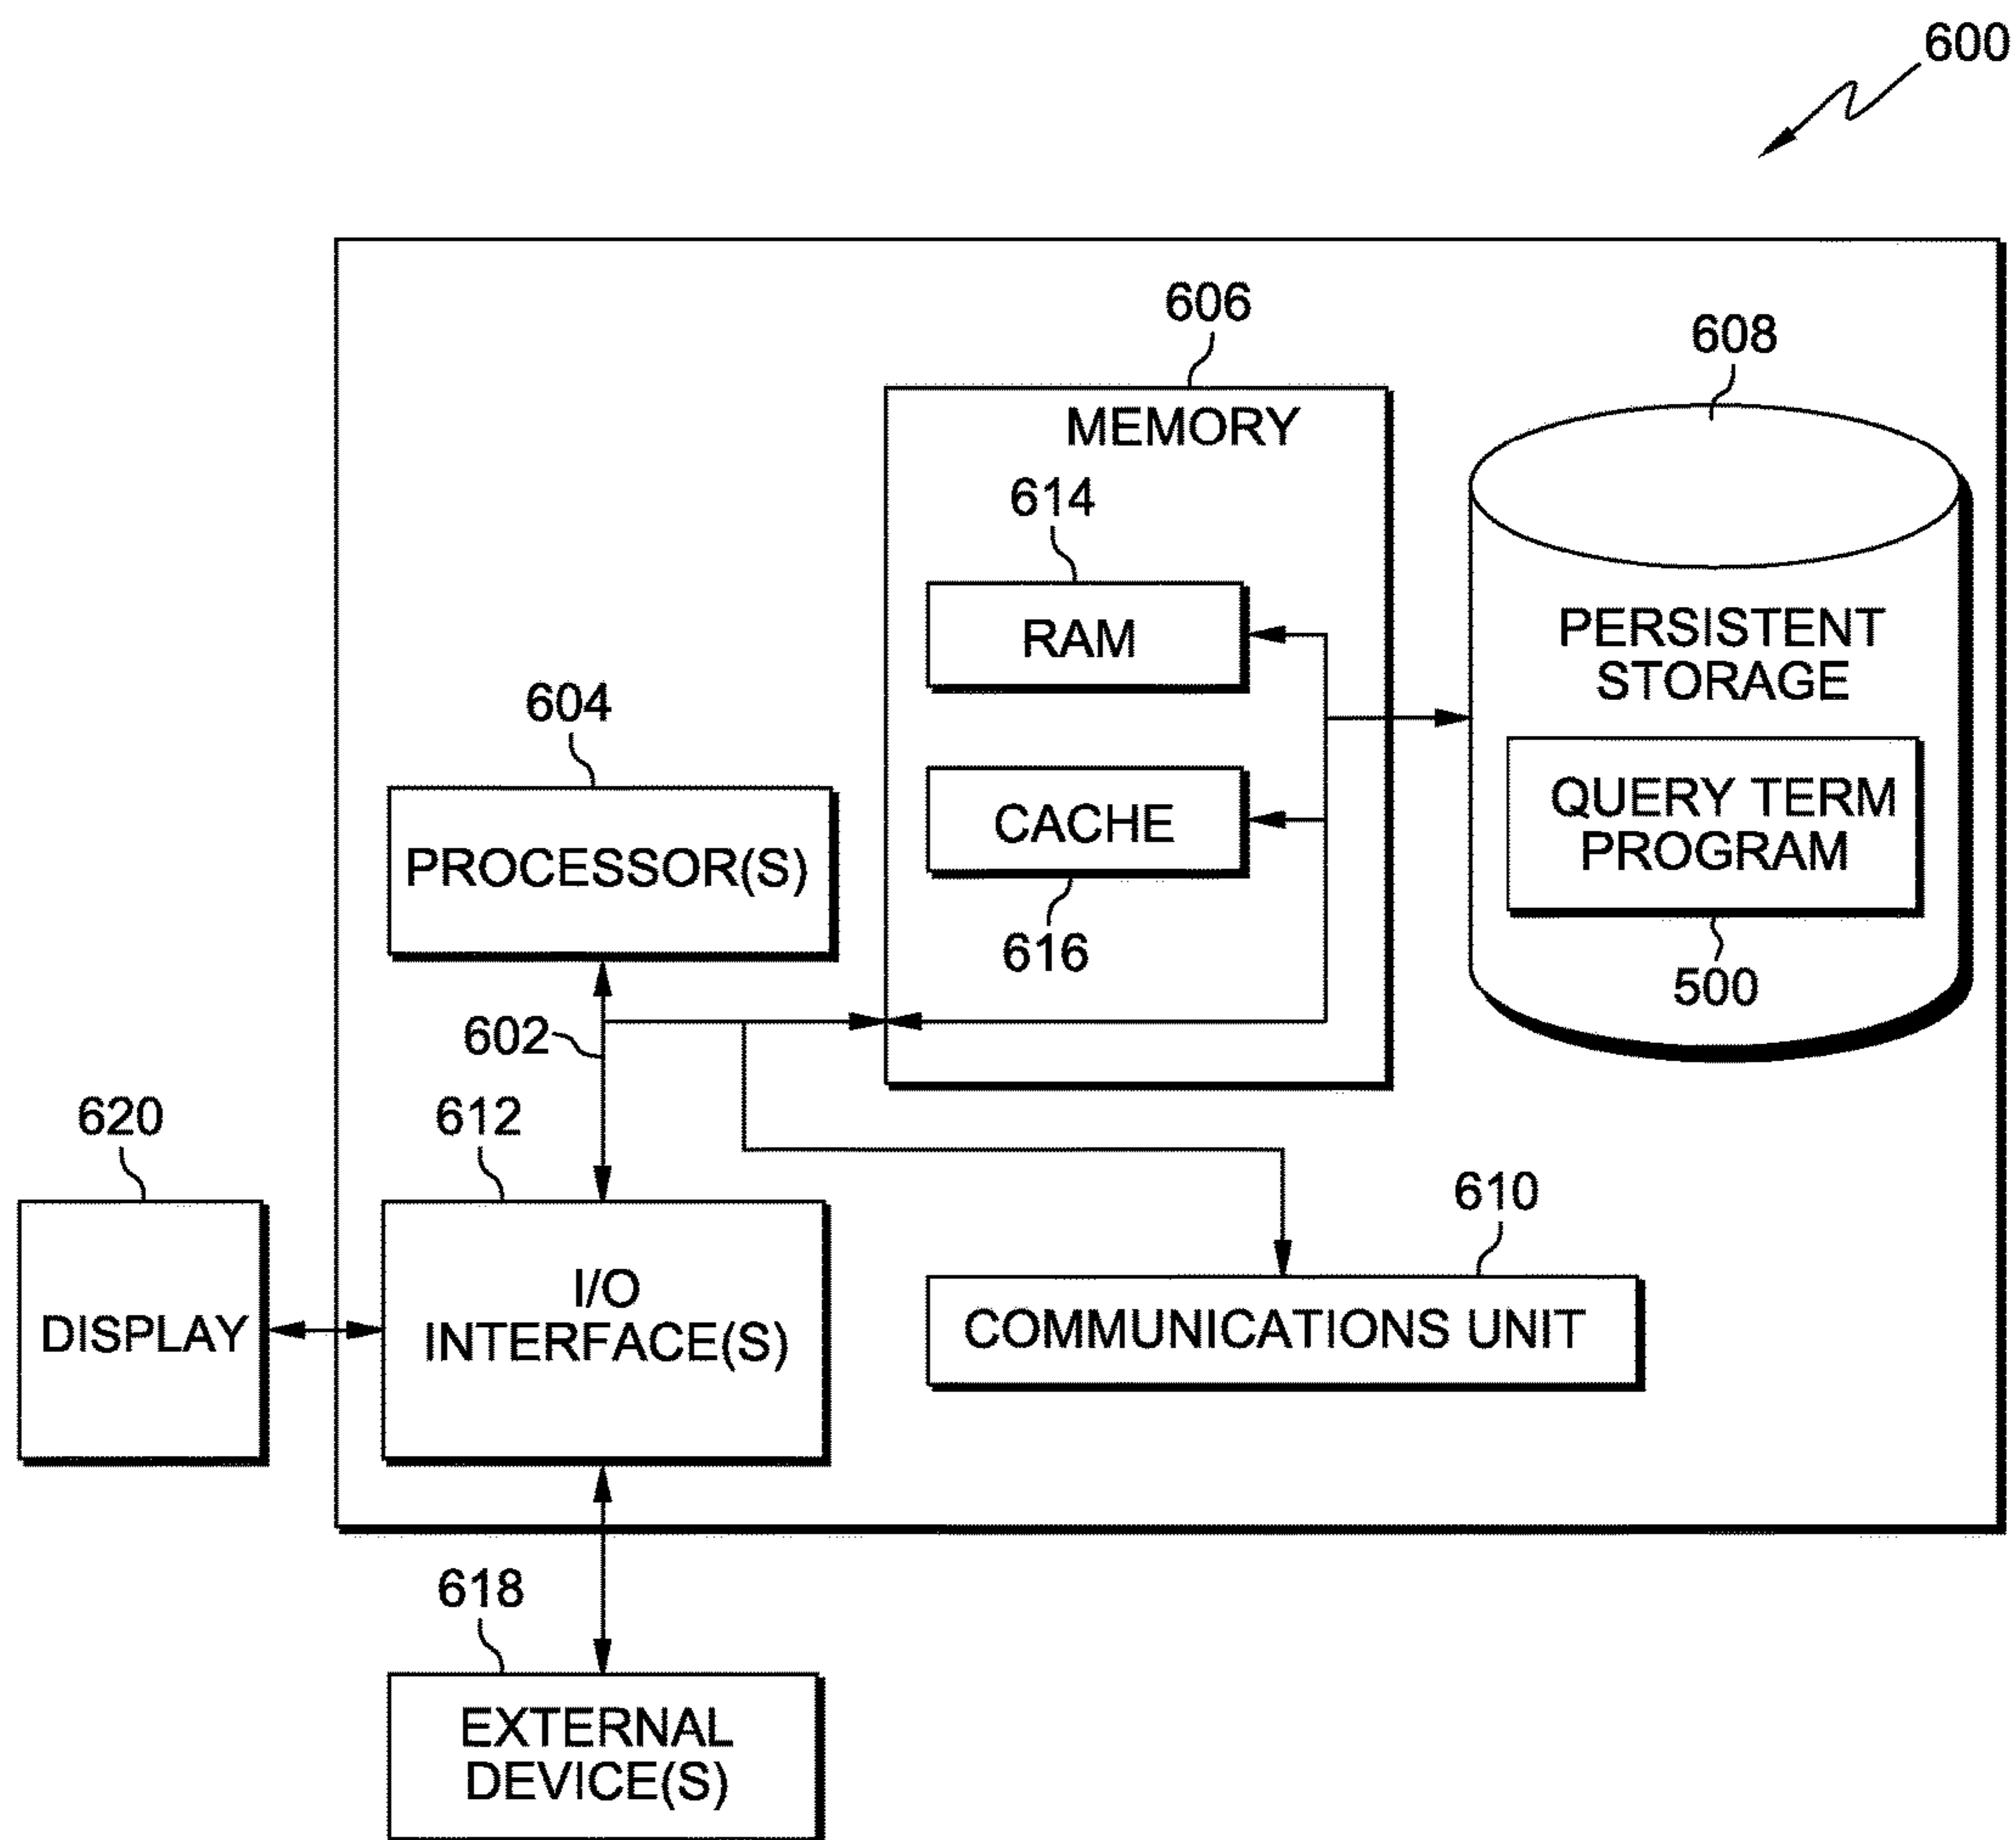 600
606
608
MEMORY
614
RAM
PERSISTENT
STORAGE
604
QUERY TERM
PROGRAM
CACHE
PROCESSOR(S)
616
500
602
620
612
610
I/O
INTERFACE(S)
DISPLAY
COMMUNICATIONS UNIT
618
EXTERNAL
DEVICE(S)